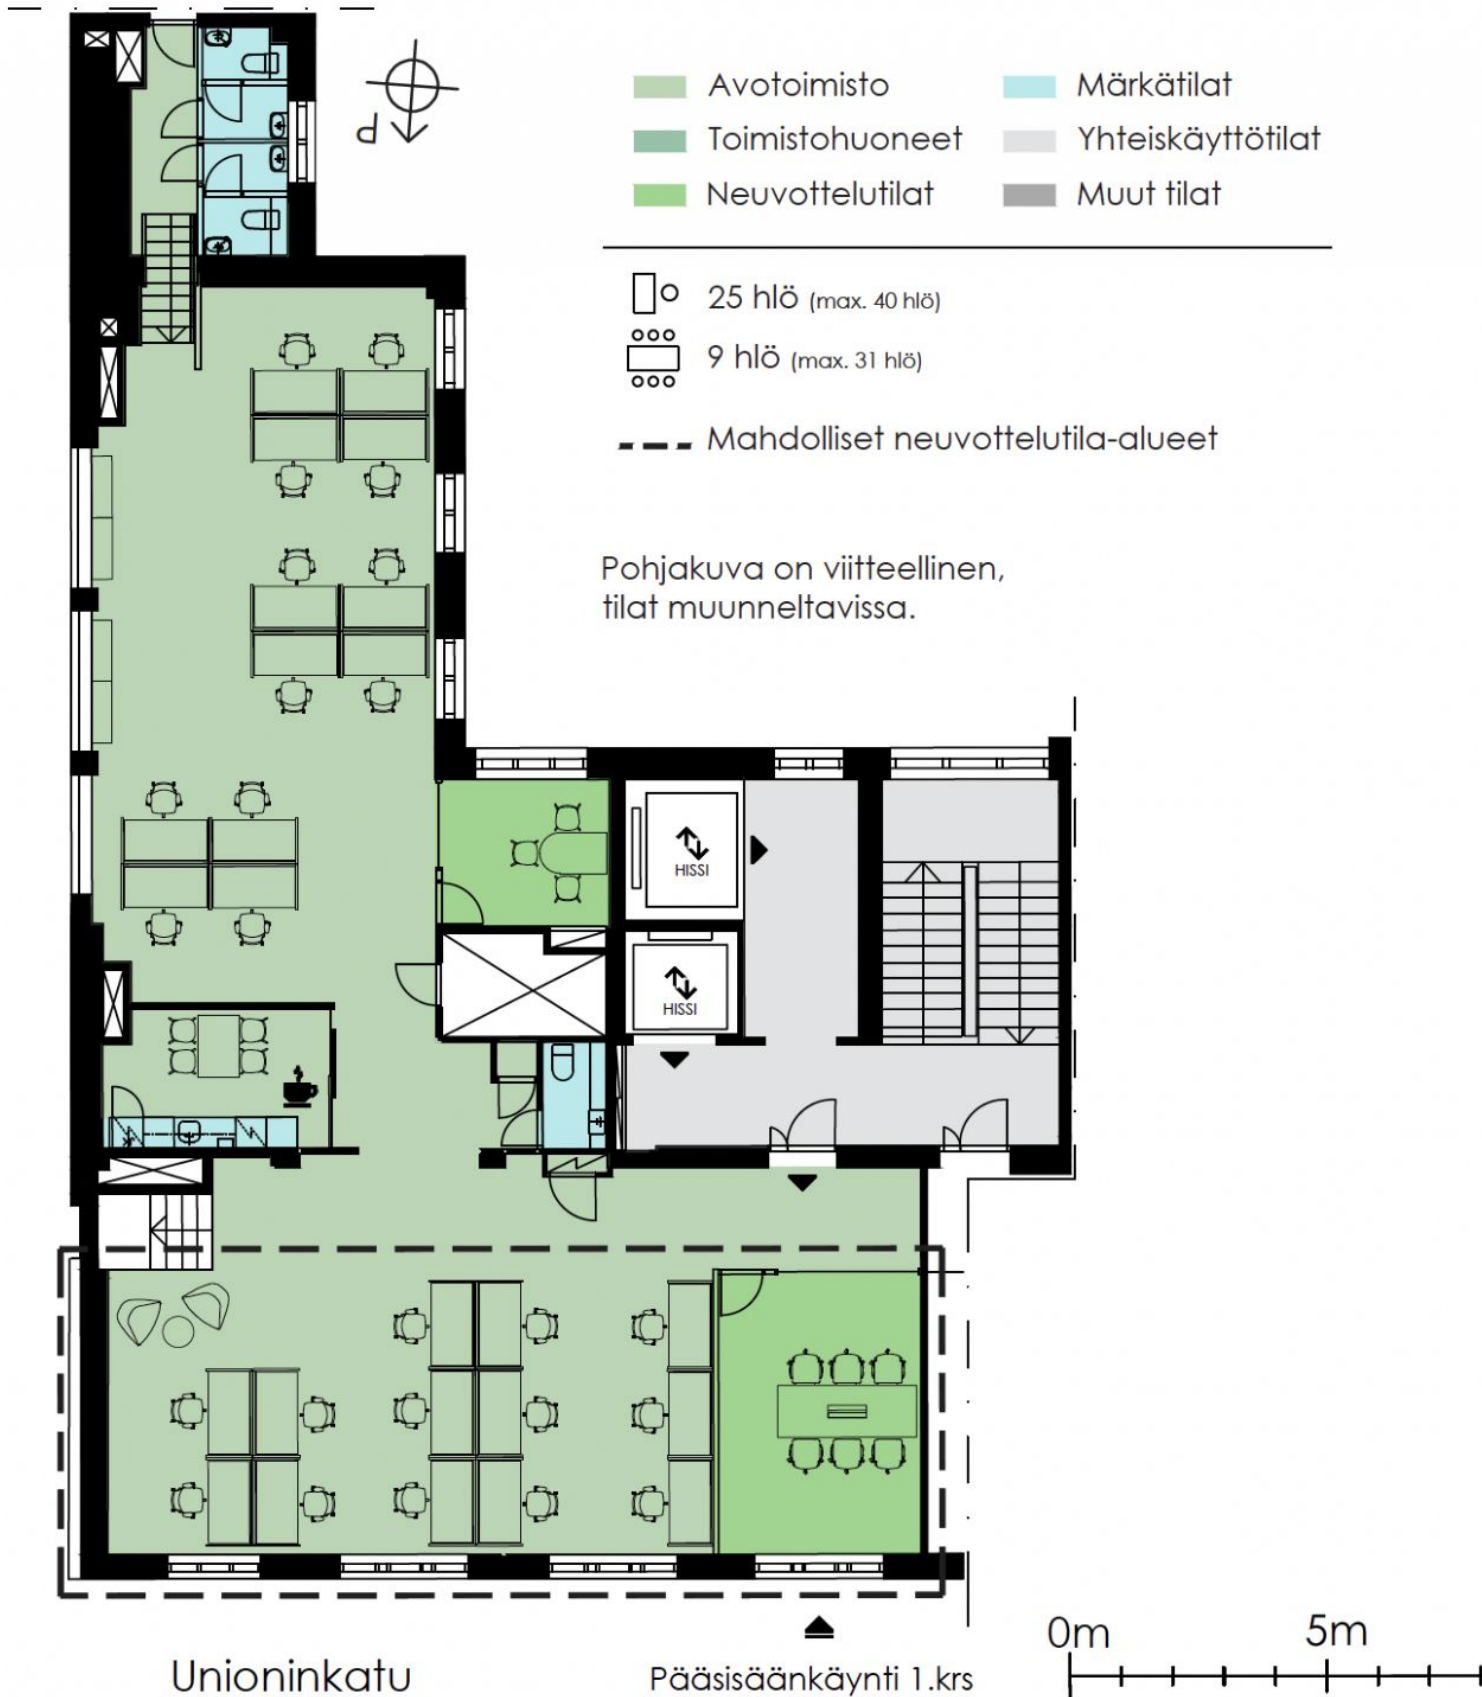 P
Avotoimisto
Toimistohuoneet
Neuvottelutilat
Märkätilat
Yhteiskäyttötilat
Muut tilat
25 hlö (max. 40 hlö)
9 hlö (max. 31 hlö)
Mahdolliset neuvottelutila-alueet
Pohjakuva on viitteellinen,
tilat muunneltavissa.
HISSI
HISSI
Unioninkatu
Pääsisäänkäynti 1.krs
0m
5m